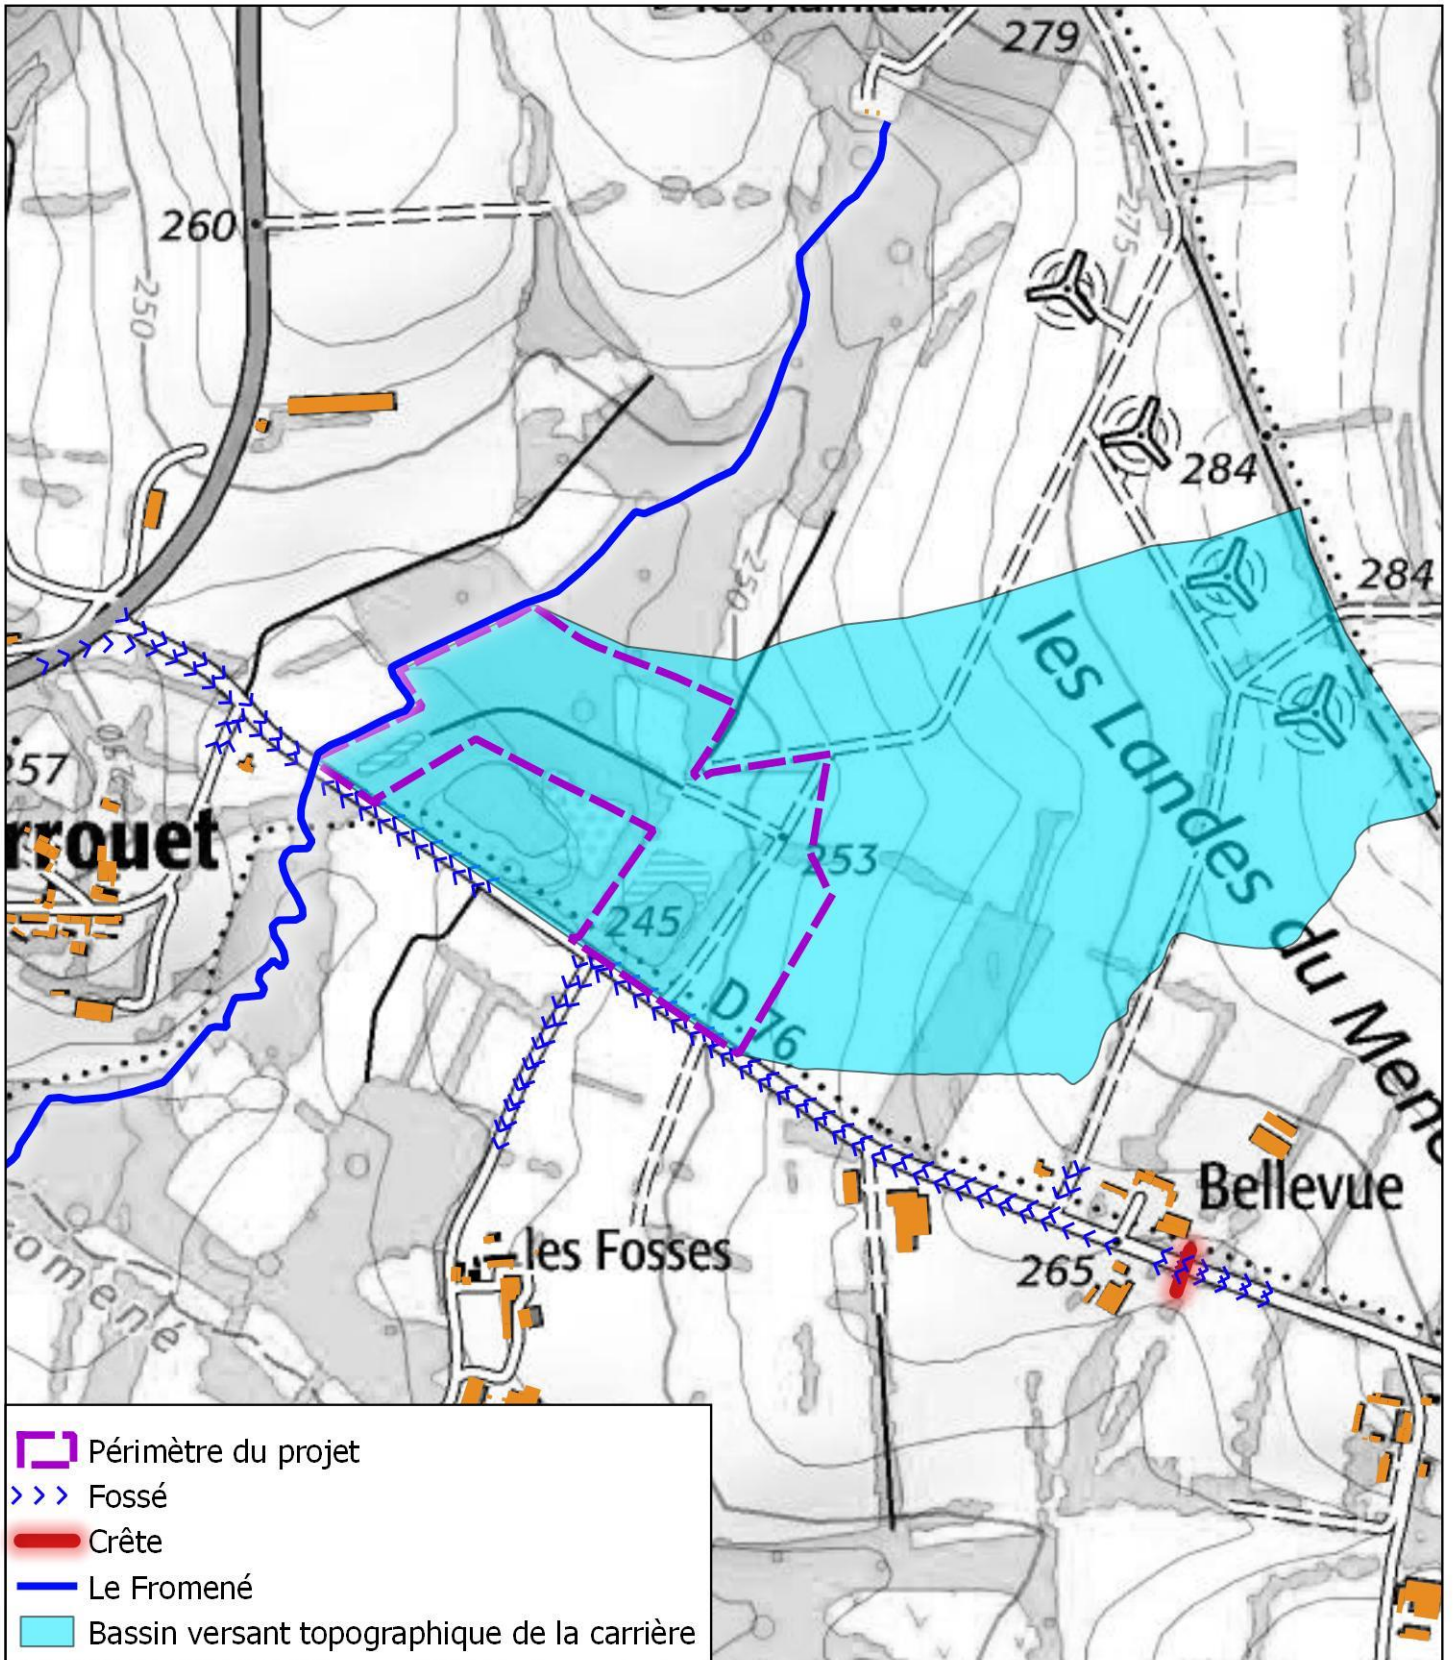 279
260
275
250
284
284
250
les Landes du Mené
257
rrouet
253
245
D.76
Bellevue
265
les Fosses
omené
Périmètre du projet
Fossé
Crête
Le Fromené
Bassin versant topographique de la carrière